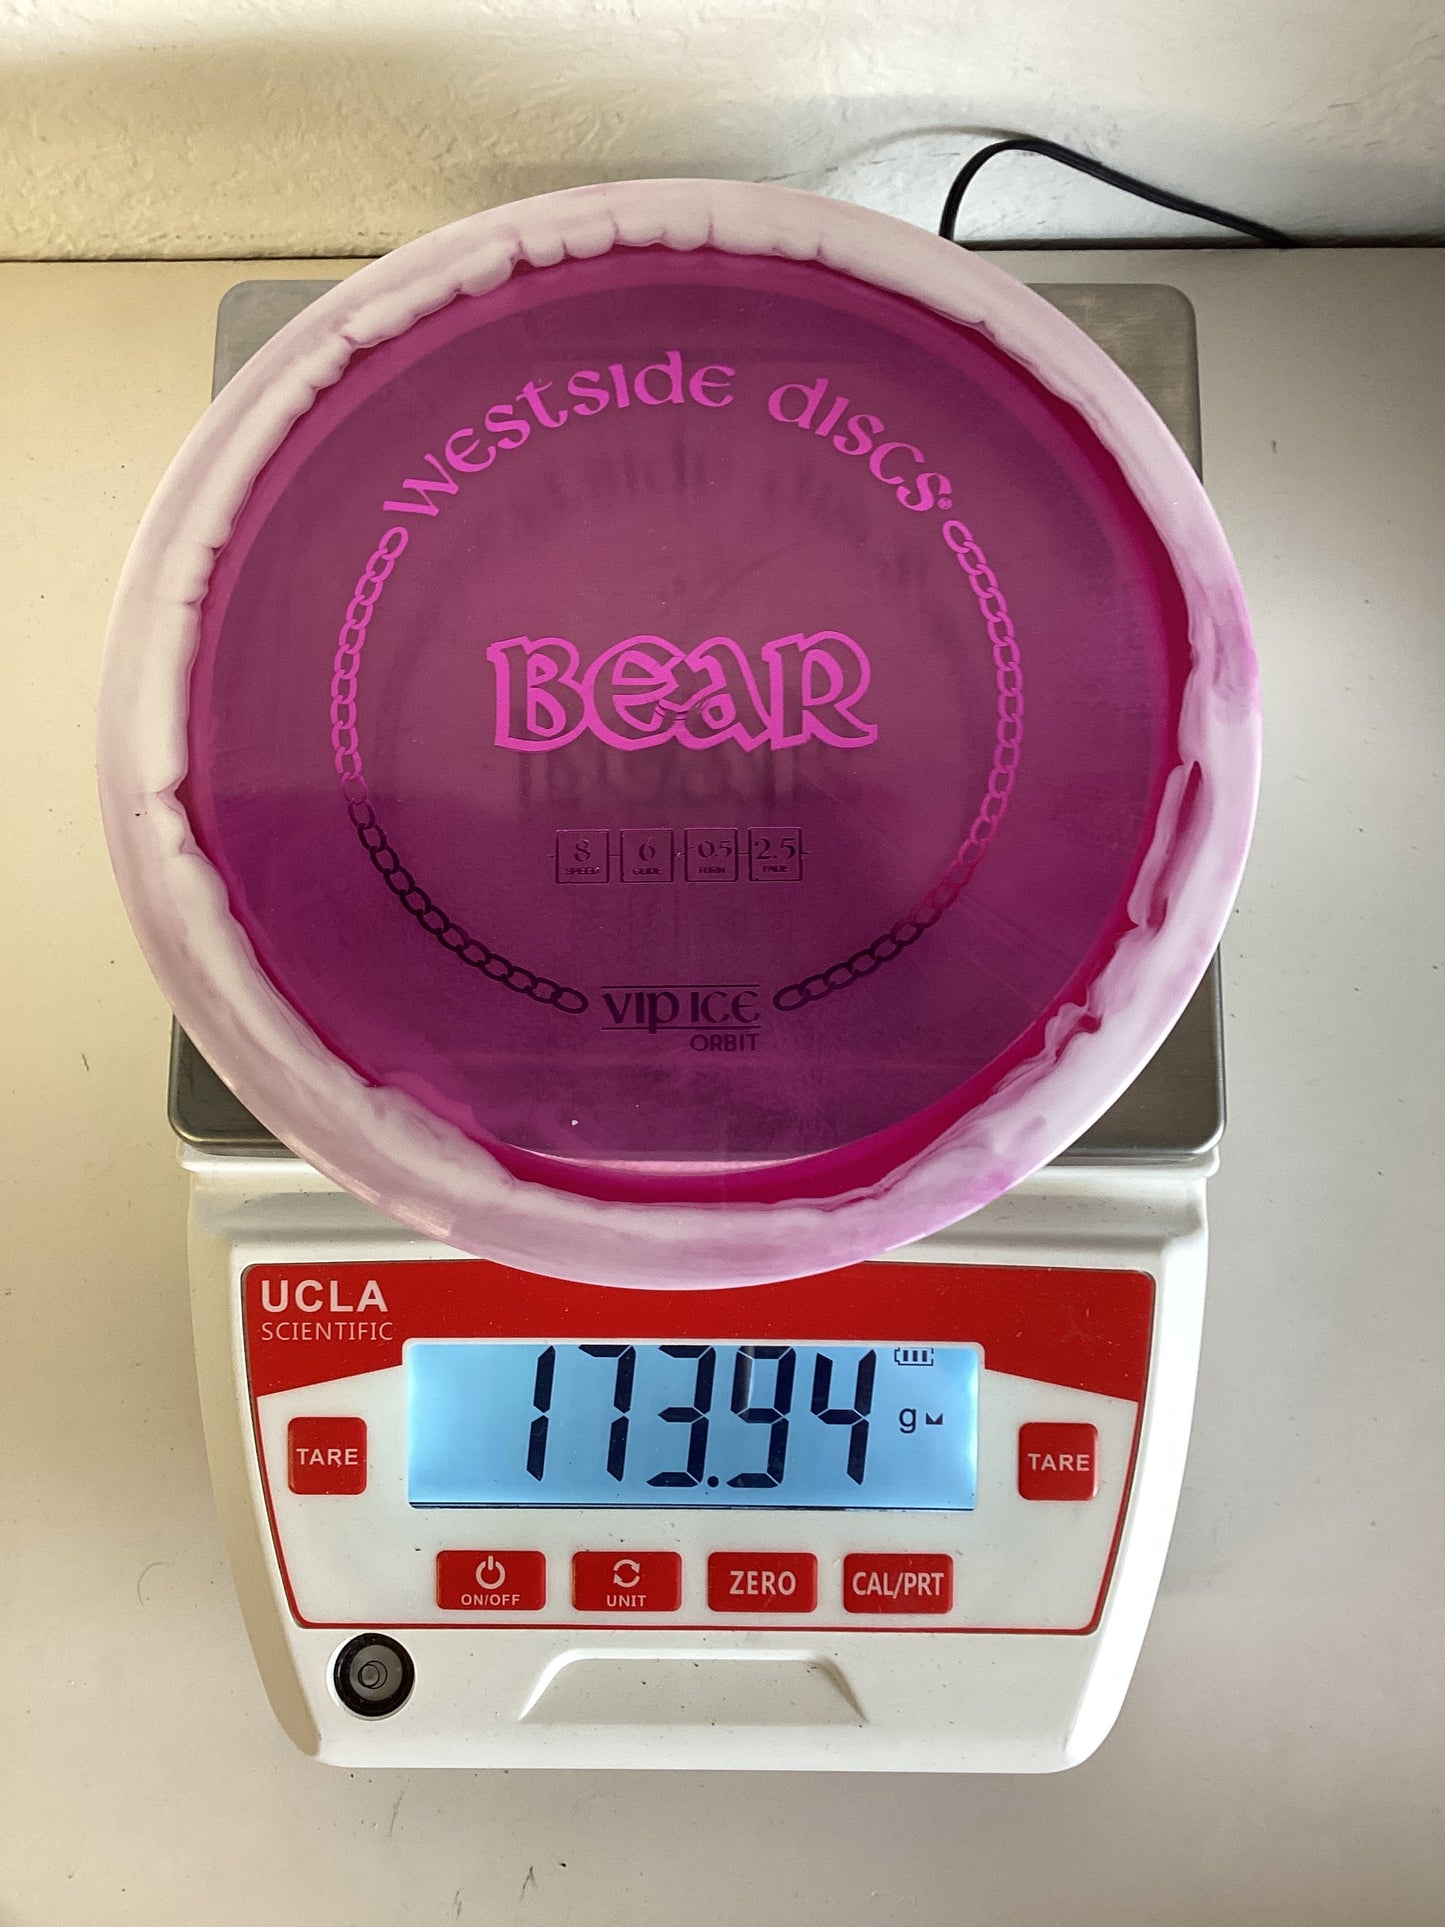 Westside Discs®
BEAR
8 6 -0.5 2.5
SPEED GLIDE TURN FADE
VIP ICE
ORBIT
UCLA
SCIENTIFIC
173.94 g
TARE TARE
ON/OFF UNIT ZERO CAL/PRT